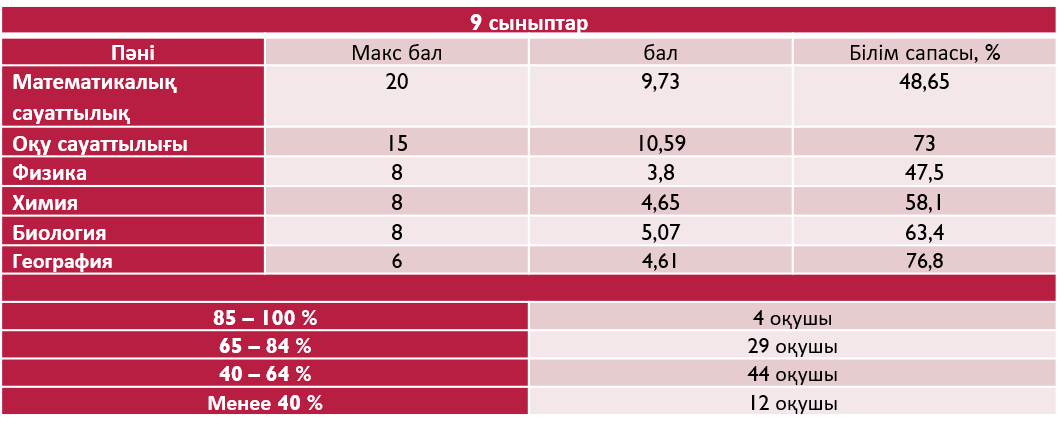 9 сыныптар
Пәні Макс бал бал Білім сапасы, %
Математикалық 20 9,73 48,65
сауаттылық
Оқу сауаттылығы 15 10,59 73
Физика 8 3,8 47,5
Химия 8 4,65 58,1
Биология 8 5,07 63,4
География 6 4,61 76,8
85 – 100 % 4 оқушы
65 – 84 % 29 оқушы
40 – 64 % 44 оқушы
Менее 40 % 12 оқушы